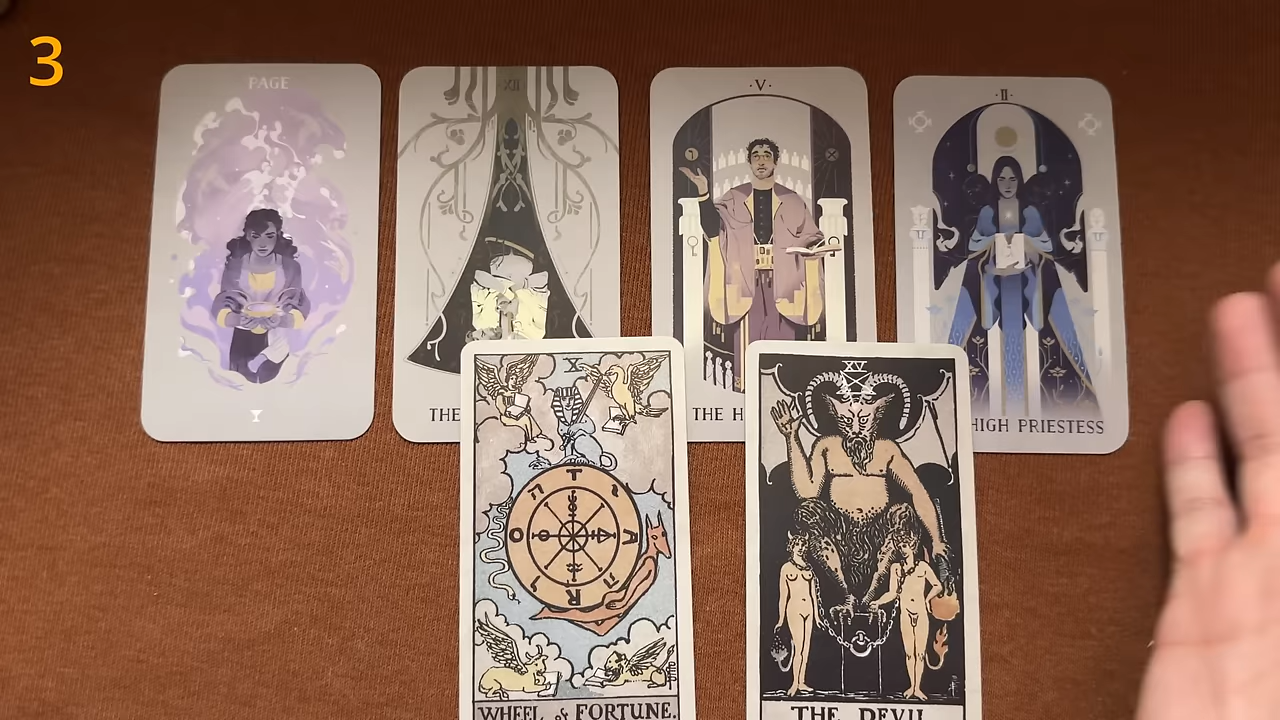 3
PAGE
XII
·V·
·II·
THE
THE H
HIGH PRIESTESS
X
XV
T
A
R
O
WHEEL of FORTUNE.
THE DEVIL